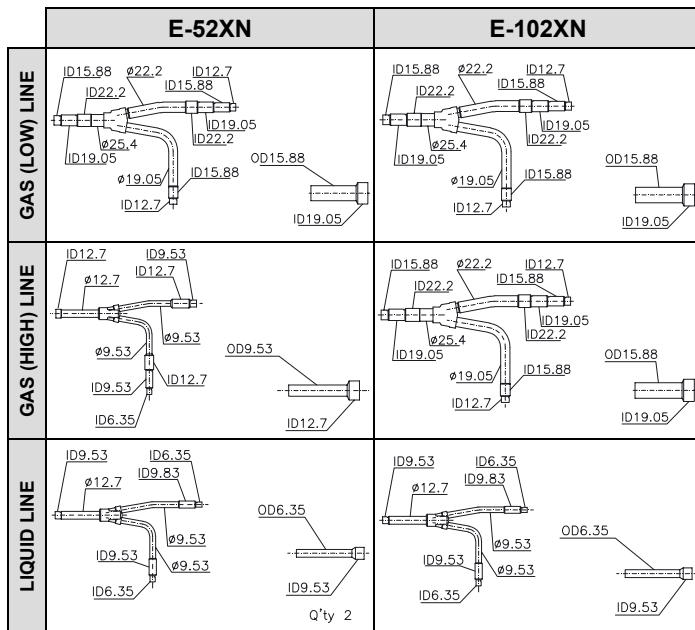 E-52XN
E-102XN
GAS (LOW) LINE
ID15.88
ID22.2
ø22.2
ID15.88
ID12.7
ID19.05
ø25.4
ID19.05
ID22.2
ø19.05
ID15.88
ID12.7
OD15.88
ID19.05
ID15.88
ID22.2
ø22.2
ID15.88
ID12.7
ID19.05
ø25.4
ID19.05
ID22.2
ø19.05
ID15.88
ID12.7
OD15.88
ID19.05
GAS (HIGH) LINE
ID12.7
ø12.7
ID9.53
ID12.7
ø9.53
ø9.53
ID9.53
ID12.7
ID6.35
OD9.53
ID12.7
ID15.88
ID22.2
ø22.2
ID15.88
ID12.7
ID19.05
ø25.4
ID19.05
ID22.2
ø19.05
ID15.88
ID12.7
OD15.88
ID19.05
LIQUID LINE
ID9.53
ø12.7
ID6.35
ID9.83
ø9.53
ID9.53
ø9.53
ID6.35
OD6.35
ID9.53
Q'ty 2
ID9.53
ø12.7
ID6.35
ID9.83
ø9.53
ID9.53
ø9.53
ID6.35
OD6.35
ID9.53